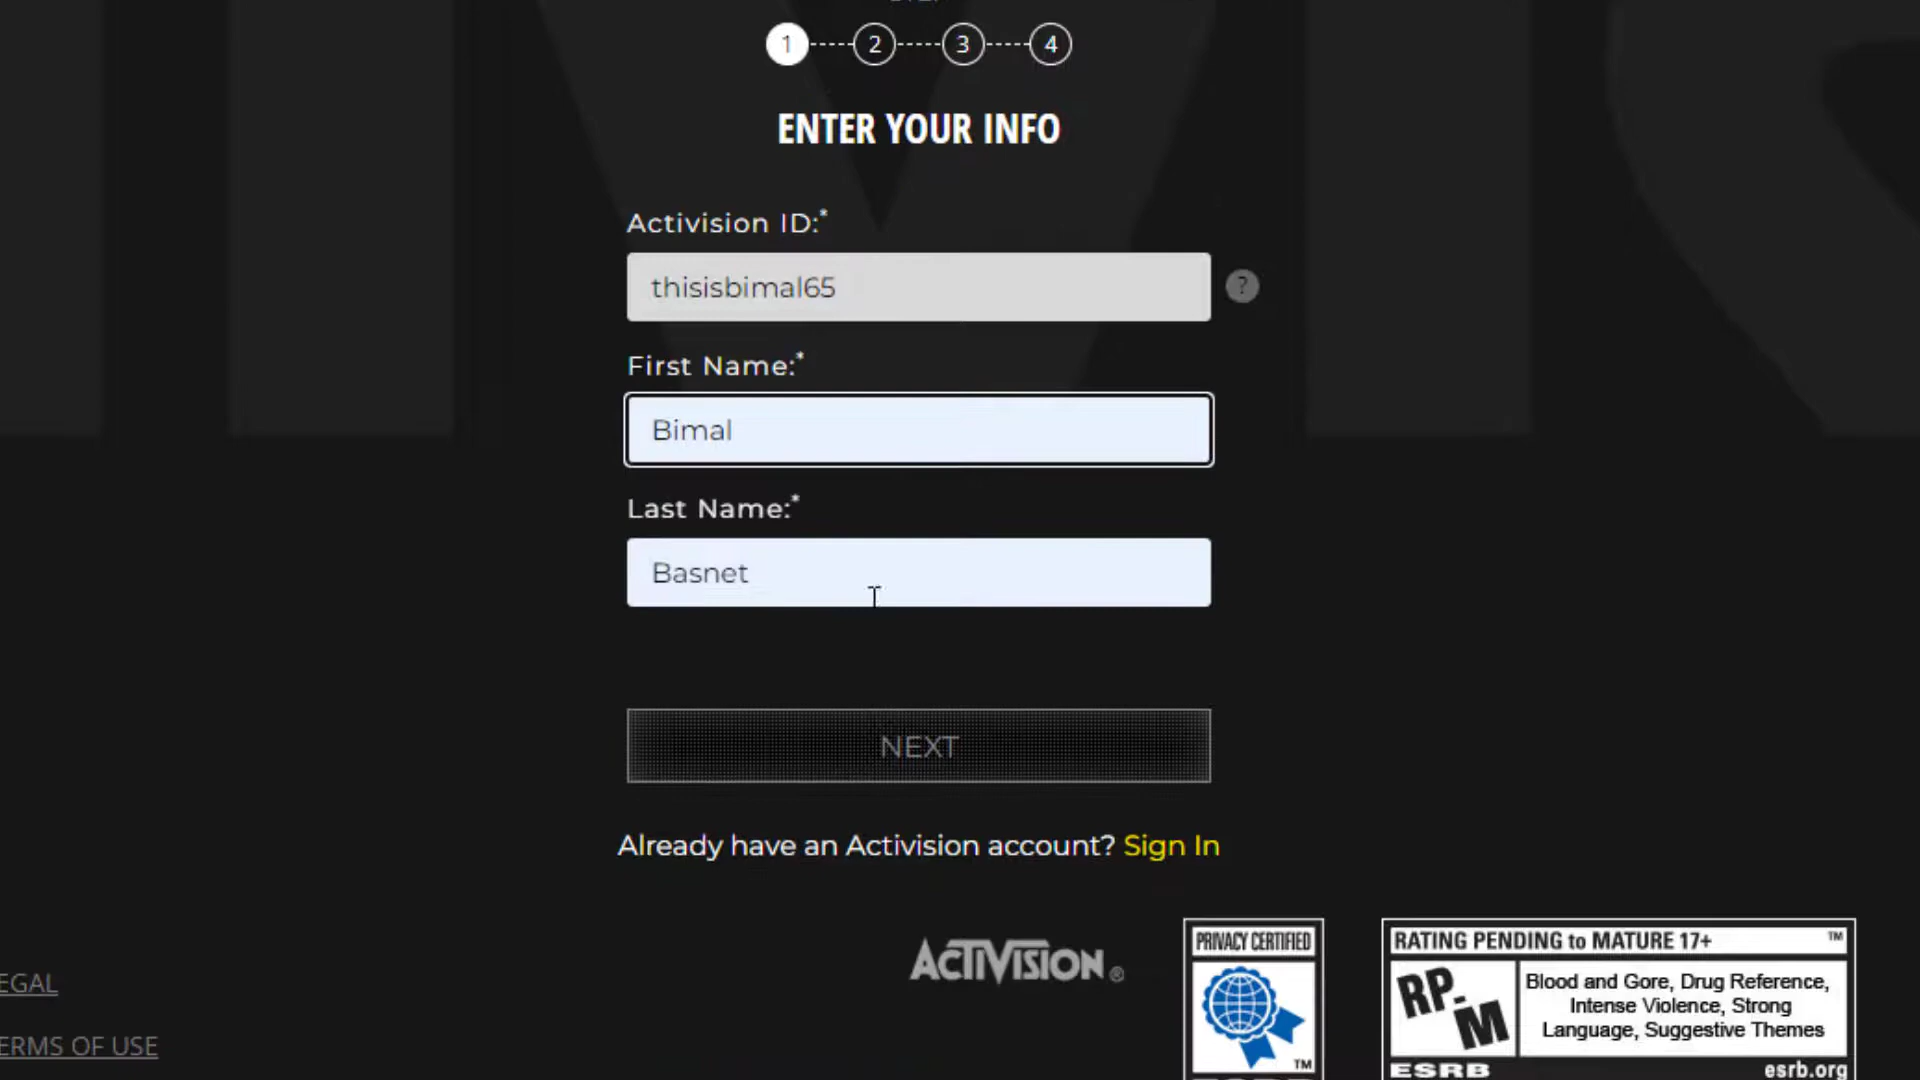 1 2 3 4
ENTER YOUR INFO
Activision ID:*
thisisbimal65
?
First Name:*
Bimal
Last Name:*
Basnet
NEXT
Already have an Activision account? Sign In
ACTIVISION®
PRIVACY CERTIFIED
TM
RATING PENDING to MATURE 17+ ™
RP-M
Blood and Gore, Drug Reference,
Intense Violence, Strong
Language, Suggestive Themes
ESRB
esrb.org
EGAL
ERMS OF USE